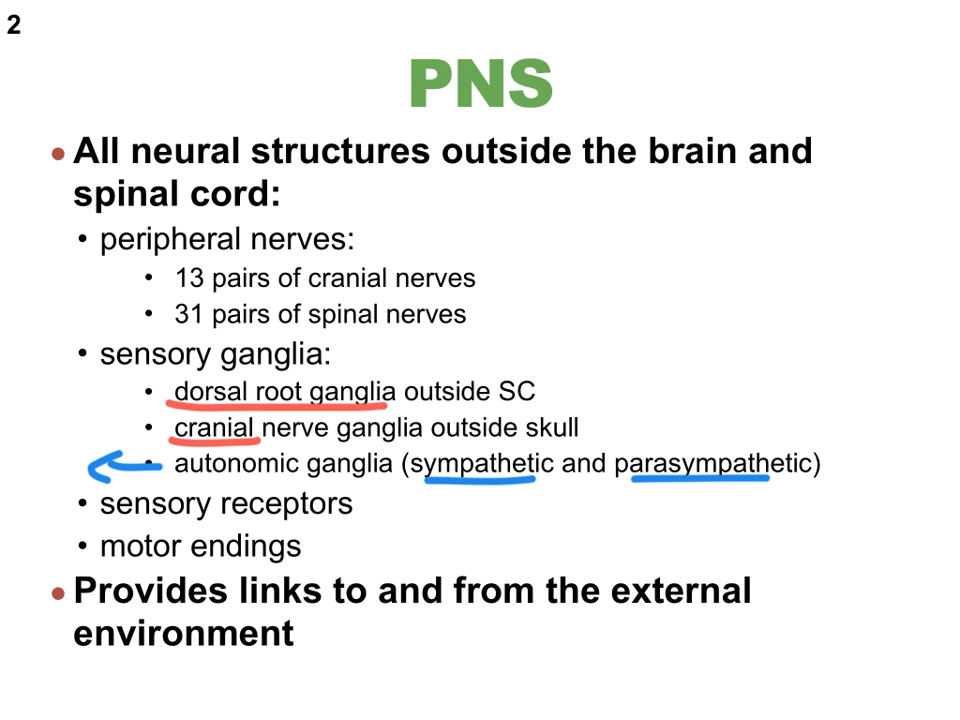 2
PNS
• All neural structures outside the brain and
spinal cord:
• peripheral nerves:
• 13 pairs of cranial nerves
• 31 pairs of spinal nerves
• sensory ganglia:
• dorsal root ganglia outside SC
• cranial nerve ganglia outside skull
• autonomic ganglia (sympathetic and parasympathetic)
• sensory receptors
• motor endings
• Provides links to and from the external
environment